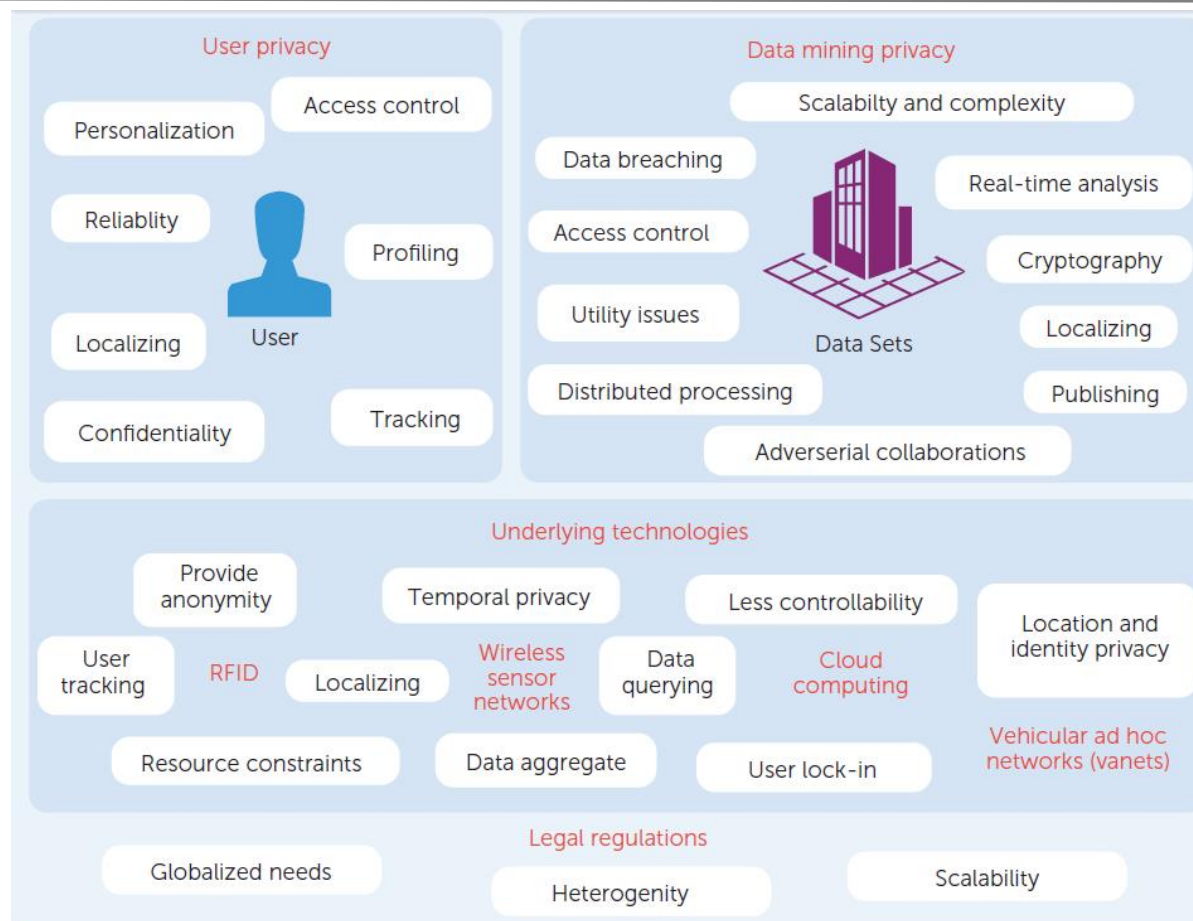 User privacy
Access control
Personalization
Reliablity
Profiling
User
Localizing
Tracking
Confidentiality
Data mining privacy
Scalabilty and complexity
Data breaching
Real-time analysis
Access control
Cryptography
Utility issues
Localizing
Data Sets
Distributed processing
Publishing
Adverserial collaborations
Underlying technologies
Provide
anonymity
Temporal privacy
Less controllability
Location and
identity privacy
User
tracking
RFID
Localizing
Wireless
sensor
networks
Data
querying
Cloud
computing
Vehicular ad hoc
networks (vanets)
Resource constraints
Data aggregate
User lock-in
Legal regulations
Globalized needs
Heterogenity
Scalability